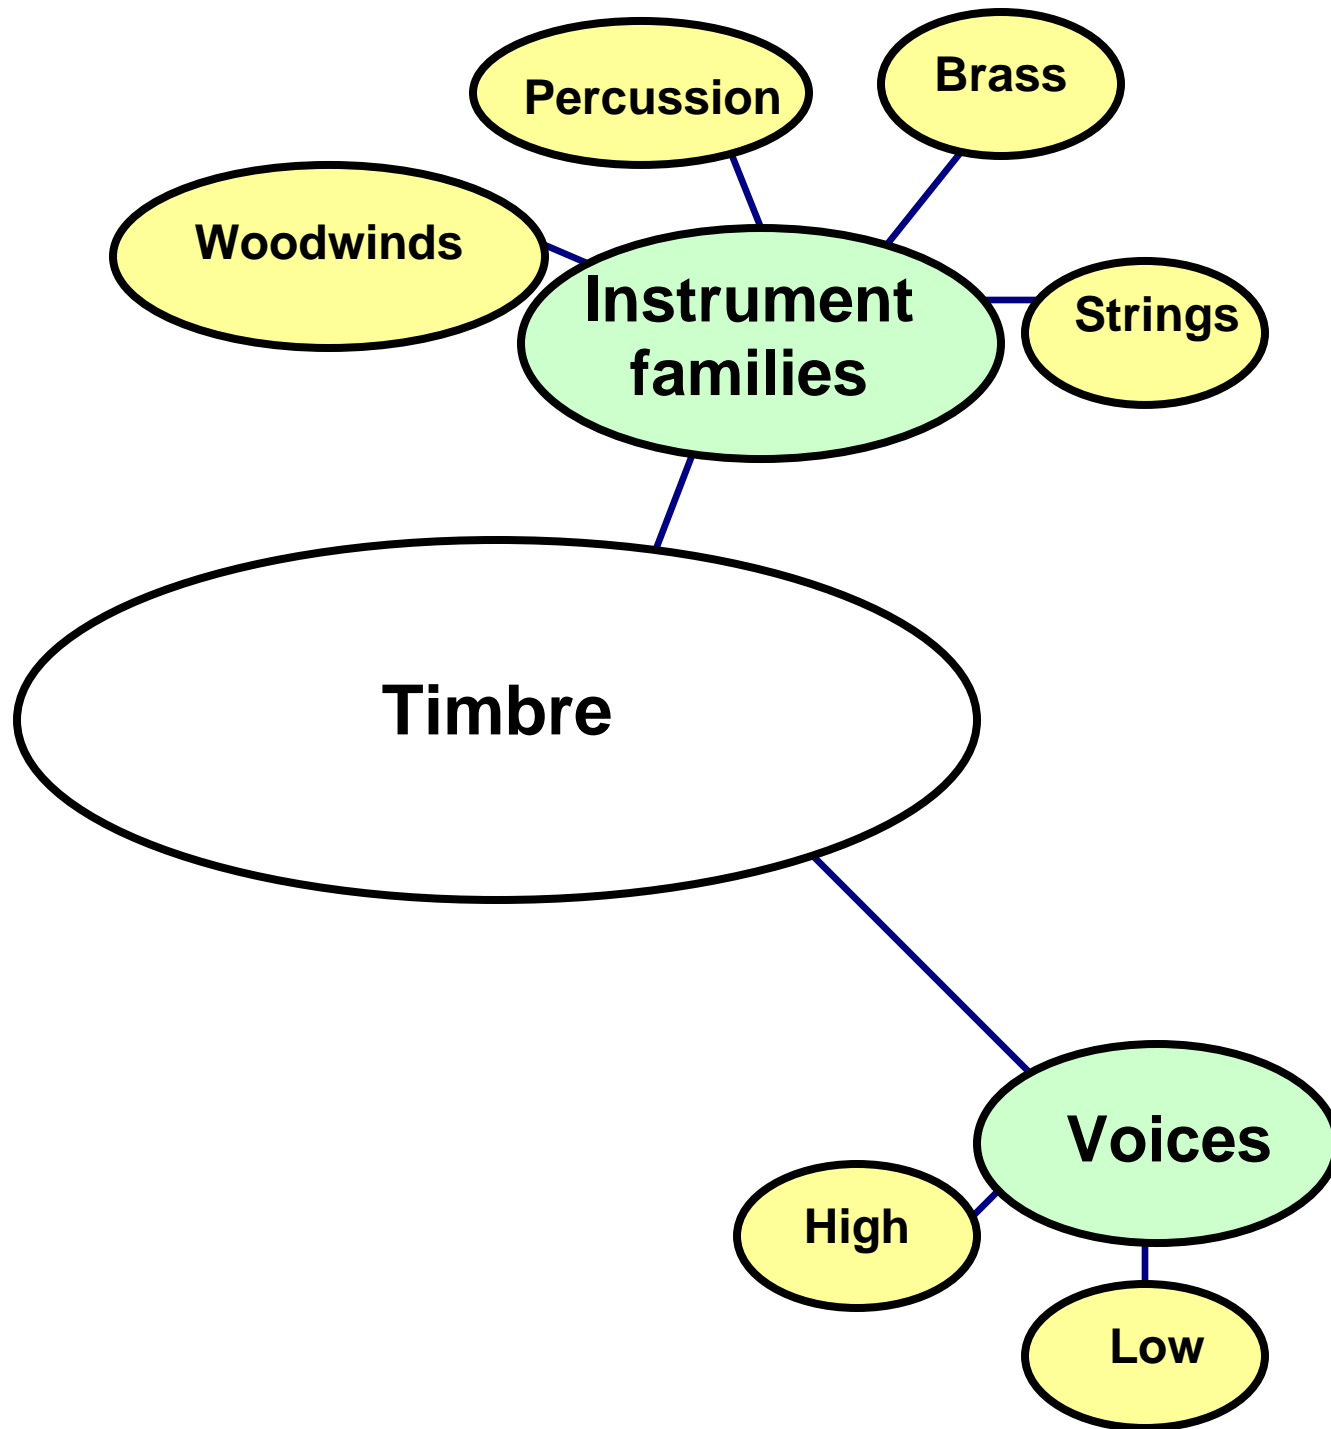 Brass
Percussion
Woodwinds
Instrument
families
Strings
Timbre
Voices
High
Low